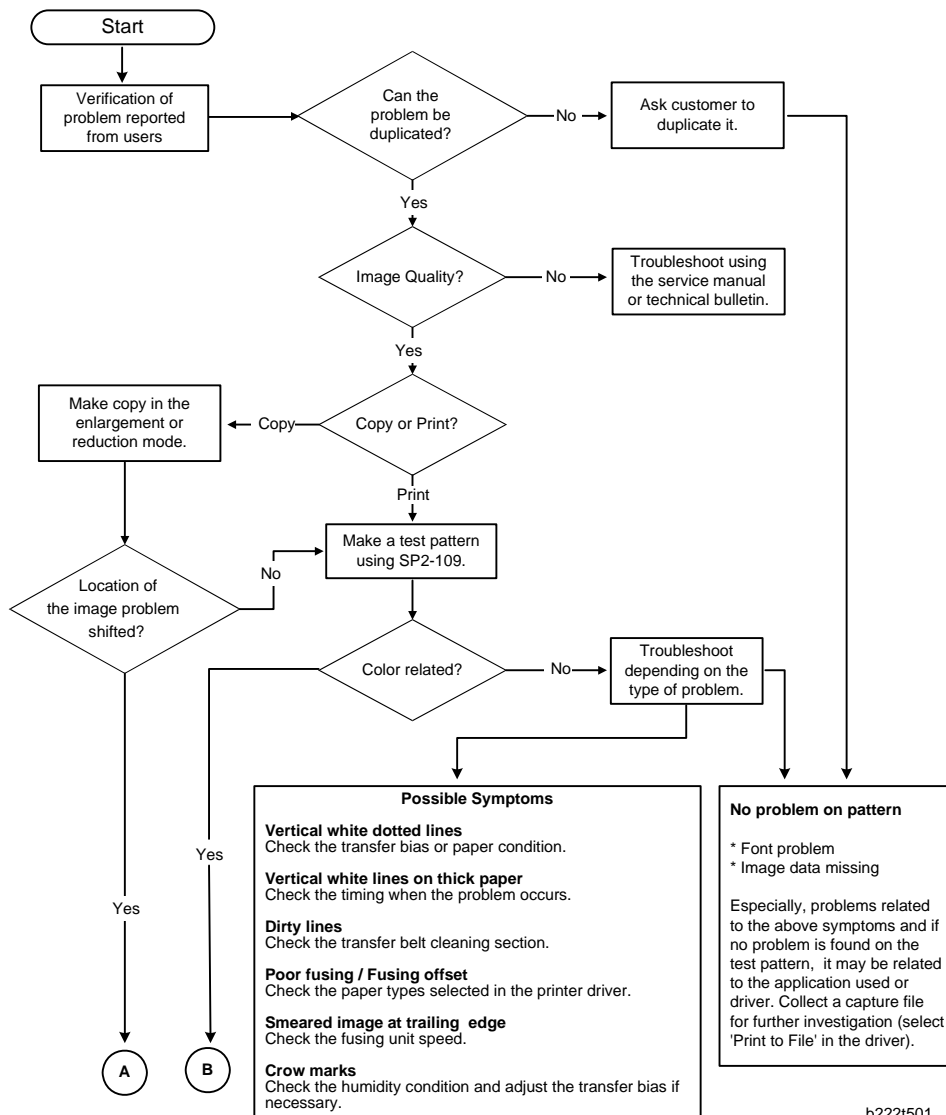 Start
Verification of
problem reported
from users
Can the
problem be
duplicated?
No
Ask customer to
duplicate it.
Yes
Image Quality?
No
Troubleshoot using
the service manual
or technical bulletin.
Yes
Copy or Print?
Copy
Make copy in the
enlargement or
reduction mode.
Print
Make a test pattern
using SP2-109.
Location of
the image problem
shifted?
No
Color related?
No
Troubleshoot
depending on the
type of problem.
Yes
Yes
A
B
Possible Symptoms
Vertical white dotted lines
Check the transfer bias or paper condition.
Vertical white lines on thick paper
Check the timing when the problem occurs.
Dirty lines
Check the transfer belt cleaning section.
Poor fusing / Fusing offset
Check the paper types selected in the printer driver.
Smeared image at trailing edge
Check the fusing unit speed.
Crow marks
Check the humidity condition and adjust the transfer bias if
necessary.
No problem on pattern
* Font problem
* Image data missing
Especially, problems related
to the above symptoms and if
no problem is found on the
test pattern, it may be related
to the application used or
driver. Collect a capture file
for further investigation (select
'Print to File' in the driver).
b222t501